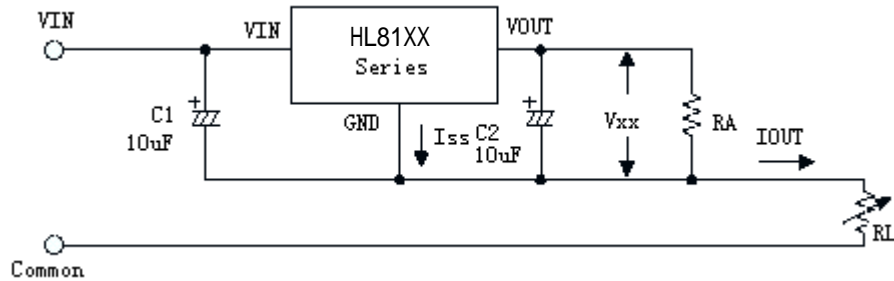 VIN
VIN
HL81XX
Series
VOUT
GND
C1
10uF
Iss
C2
10uF
Vxx
RA
IOUT
RL
Common